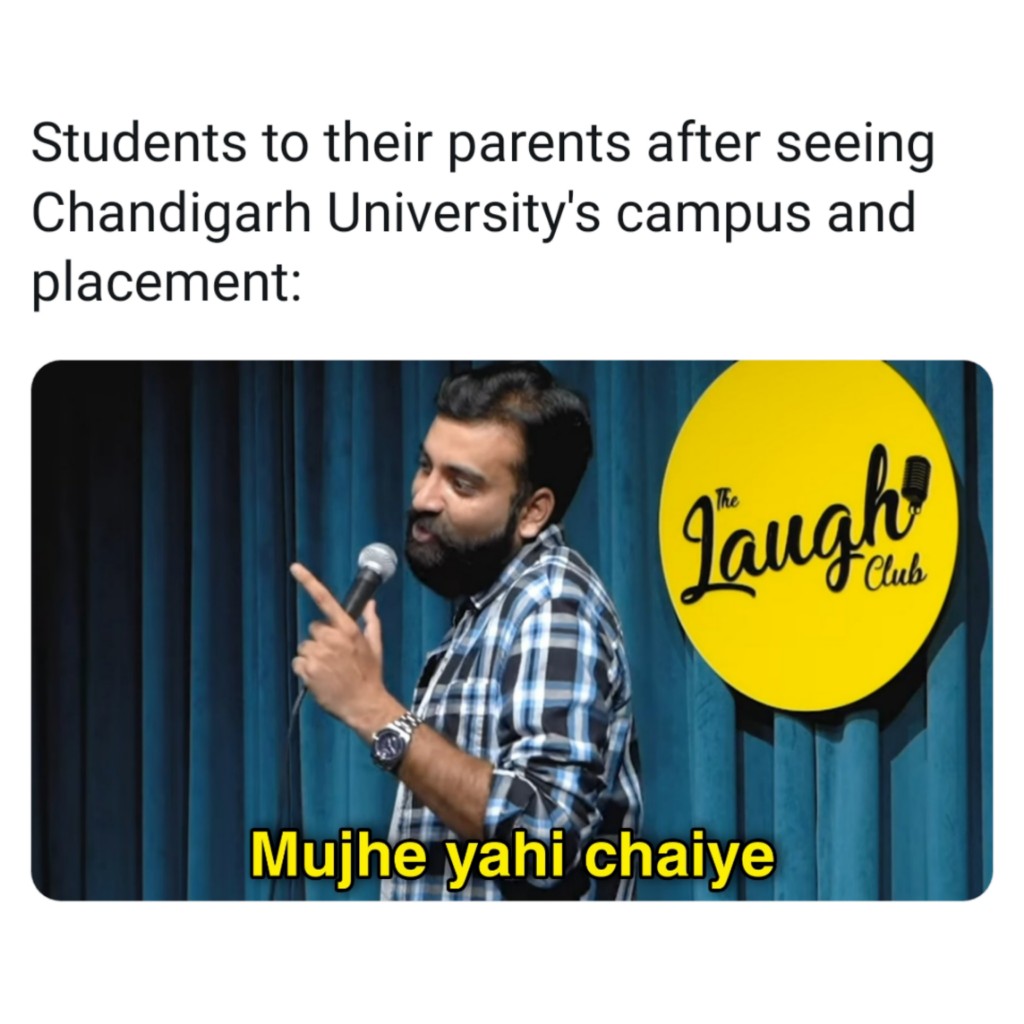 Students to their parents after seeing
Chandigarh University's campus and
placement:
The
Laugh
Club
Mujhe yahi chaiye